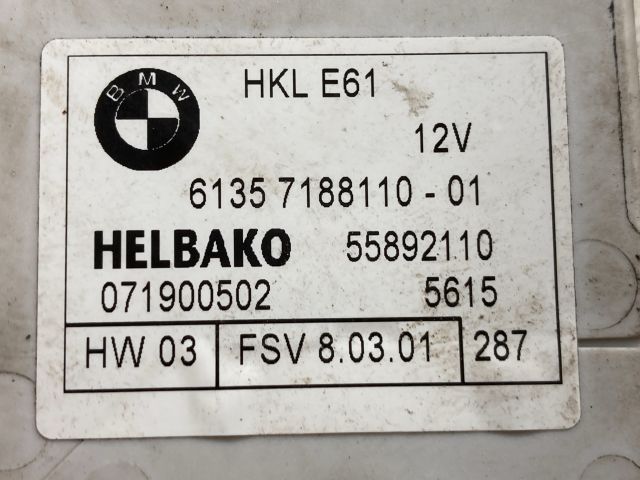 BMW
HKL E61
12V
6135 7188110 - 01
HELBAKO 55892110
071900502 5615
HW 03 FSV 8.03.01 287